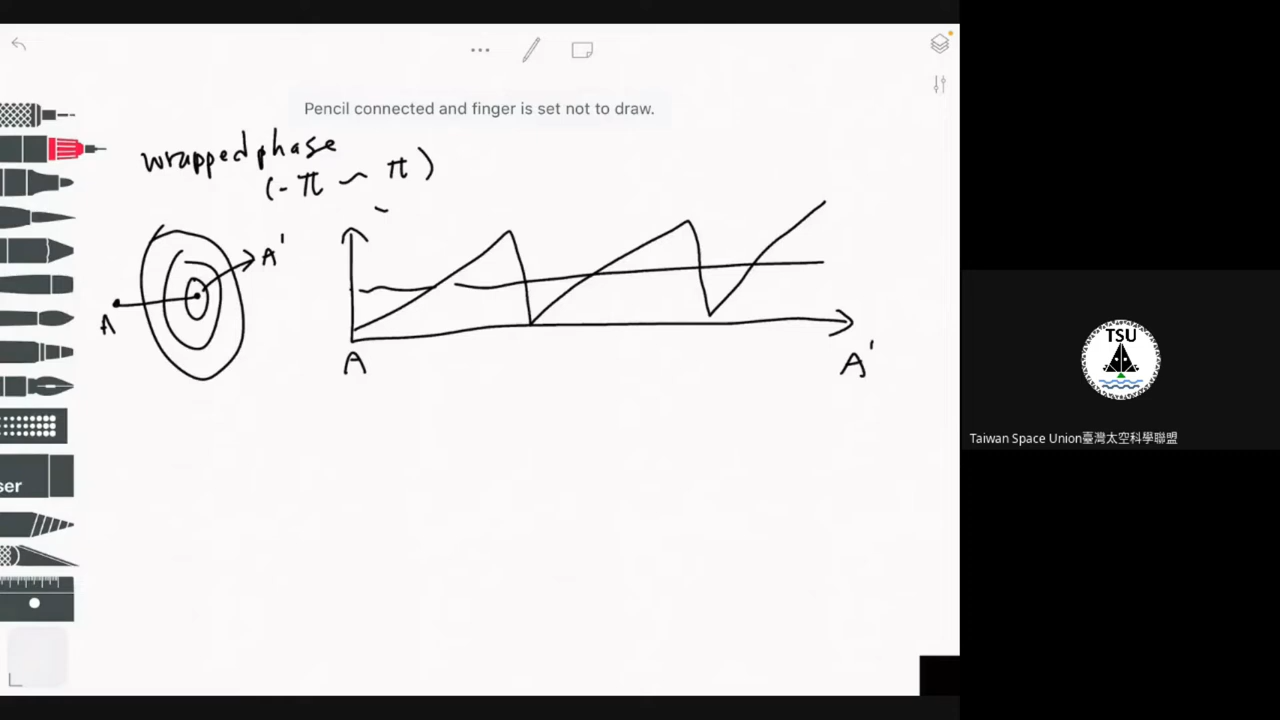 Pencil connected and finger is set not to draw.
wrapped phase
(-π ~ π)
A'
A
A
A'
ser
TSU
Taiwan Space Union臺灣太空科學聯盟